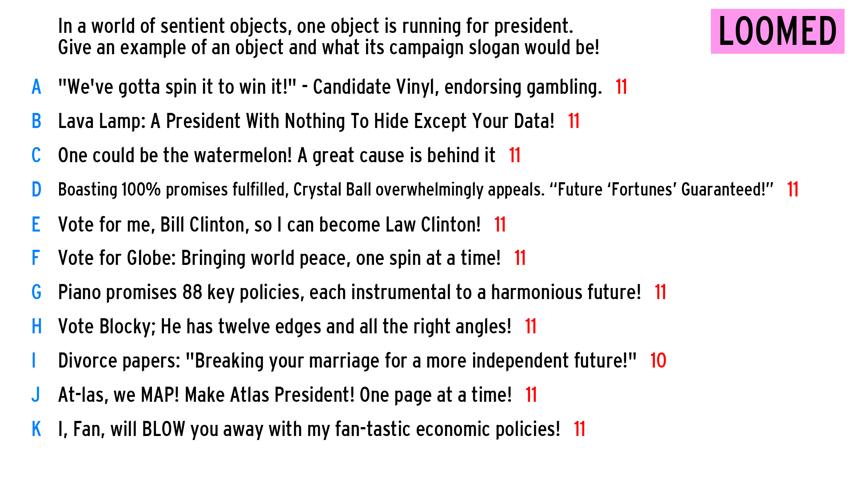 In a world of sentient objects, one object is running for president.
Give an example of an object and what its campaign slogan would be!
LOOMED
A "We've gotta spin it to win it!" - Candidate Vinyl, endorsing gambling. 11
B Lava Lamp: A President With Nothing To Hide Except Your Data! 11
C One could be the watermelon! A great cause is behind it 11
D Boasting 100% promises fulfilled, Crystal Ball overwhelmingly appeals. “Future ‘Fortunes’ Guaranteed!” 11
E Vote for me, Bill Clinton, so I can become Law Clinton! 11
F Vote for Globe: Bringing world peace, one spin at a time! 11
G Piano promises 88 key policies, each instrumental to a harmonious future! 11
H Vote Blocky; He has twelve edges and all the right angles! 11
I Divorce papers: "Breaking your marriage for a more independent future!" 10
J At-las, we MAP! Make Atlas President! One page at a time! 11
K I, Fan, will BLOW you away with my fan-tastic economic policies! 11